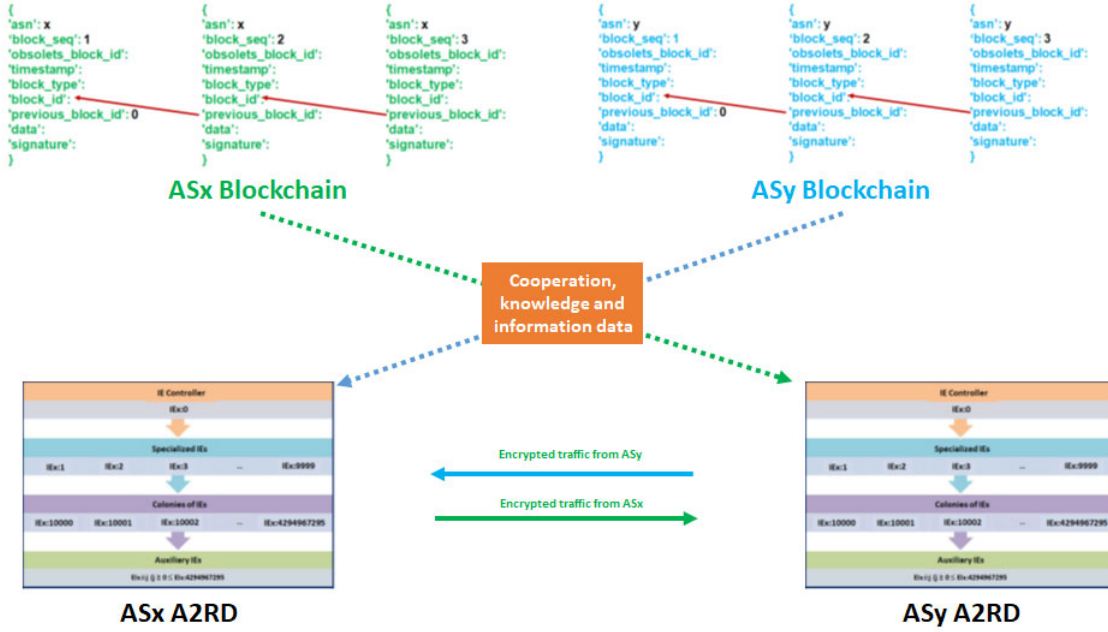 {
'asn': x
'block_seq': 1
'obsolets_block_id':
'timestamp':
'block_type':
'block_id':
'previous_block_id': 0
'data':
'signature':
}
{
'asn': x
'block_seq': 2
'obsolets_block_id':
'timestamp':
'block_type':
'block_id':
'previous_block_id':
'data':
'signature':
}
{
'asn': x
'block_seq': 3
'obsolets_block_id':
'timestamp':
'block_type':
'block_id':
'previous_block_id':
'data':
'signature':
}
{
'asn': y
'block_seq': 1
'obsolets_block_id':
'timestamp':
'block_type':
'block_id':
'previous_block_id': 0
'data':
'signature':
}
{
'asn': y
'block_seq': 2
'obsolets_block_id':
'timestamp':
'block_type':
'block_id':
'previous_block_id':
'data':
'signature':
}
{
'asn': y
'block_seq': 3
'obsolets_block_id':
'timestamp':
'block_type':
'block_id':
'previous_block_id':
'data':
'signature':
}
ASx Blockchain
ASy Blockchain
Cooperation,
knowledge and
information data
IE Controller
IEx:0
Specialized IEs
IEx:1 IEx:2 IEx:3 .. IEx:9999
Colonies of IEs
IEx:10000 IEx:10001 IEx:10002 .. IEx:4294967295
Auxiliary IEs
0 ≤ EIx:4294967295
ASx A2RD
Encrypted traffic from ASy
Encrypted traffic from ASx
IE Controller
IEx:0
Specialized IEs
IEx:1 IEx:2 IEx:3 .. IEx:9999
Colonies of IEs
IEx:10000 IEx:10001 IEx:10002 .. IEx:4294967295
Auxiliary IEs
0 ≤ EIx:4294967295
ASy A2RD